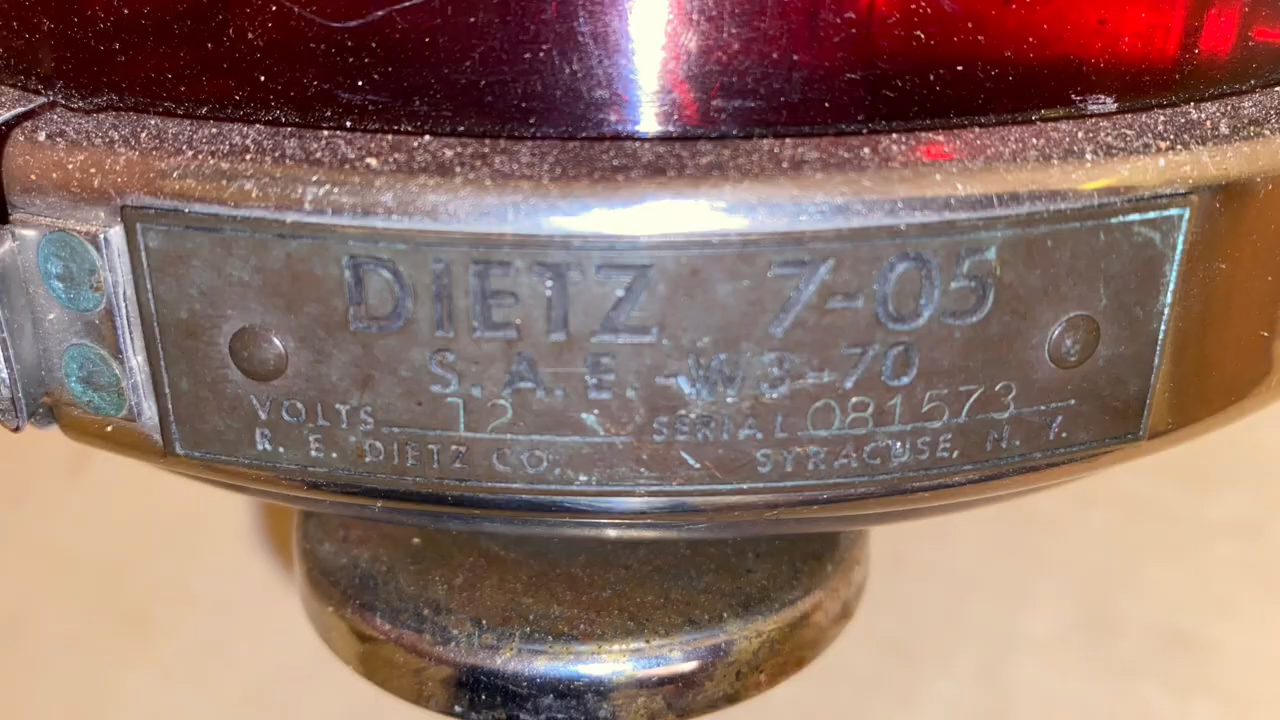 DIETZ 7-05
S.A.E.-W3-70
VOLTS 12 SERIAL 081573
R. E. DIETZ CO. SYRACUSE, N. Y.